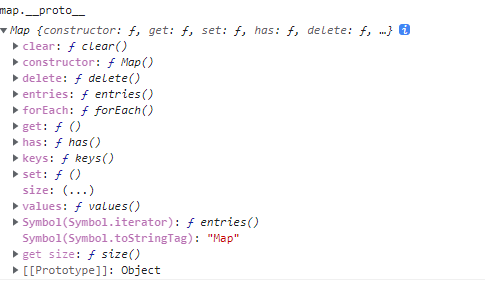 map.__proto__
▼Map {constructor: ƒ, get: ƒ, set: ƒ, has: ƒ, delete: ƒ, …} i
▶clear: ƒ clear()
▶constructor: ƒ Map()
▶delete: ƒ delete()
▶entries: ƒ entries()
▶forEach: ƒ forEach()
▶get: ƒ ()
▶has: ƒ has()
▶keys: ƒ keys()
▶set: ƒ ()
size: (...)
▶values: ƒ values()
▶Symbol(Symbol.iterator): ƒ entries()
Symbol(Symbol.toStringTag): "Map"
▶get size: ƒ size()
▶[[Prototype]]: Object